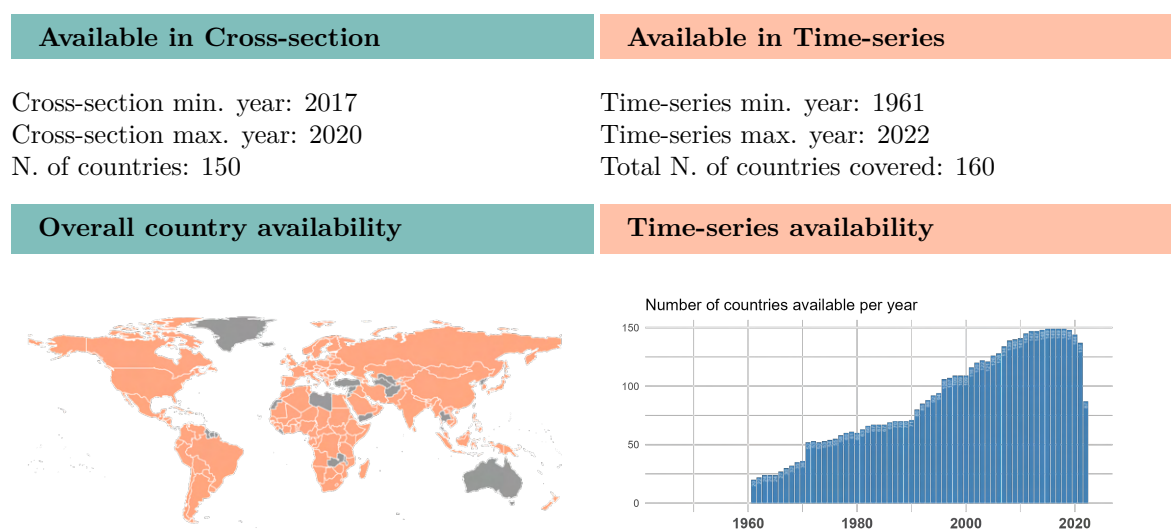 Available in Cross-section
Available in Time-series
Cross-section min. year: 2017
Cross-section max. year: 2020
N. of countries: 150
Time-series min. year: 1961
Time-series max. year: 2022
Total N. of countries covered: 160
Overall country availability
Time-series availability
Number of countries available per year
150
100
50
0
1960
1980
2000
2020